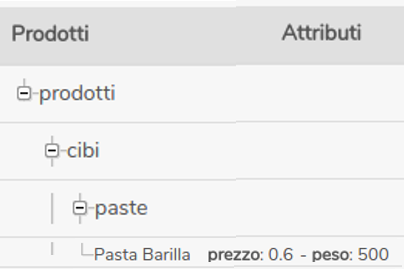 Prodotti Attributi
prodotti
cibi
paste
Pasta Barilla prezzo: 0.6 - peso: 500